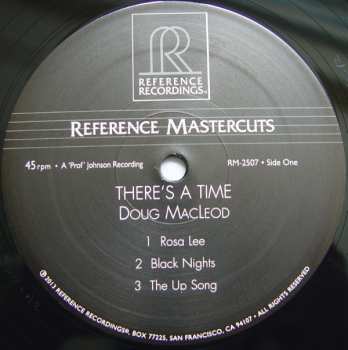 REFERENCE
RECORDINGS®
REFERENCE MASTERCUTS
45 rpm • A "Prof" Johnson Recording
RM-2507 • Side One
THERE'S A TIME
DOUG MACLEOD
1 Rosa Lee
2 Black Nights
3 The Up Song
℗ 2013 REFERENCE RECORDINGS®, BOX 77225, SAN FRANCISCO, CA 94107 • ALL RIGHTS RESERVED •